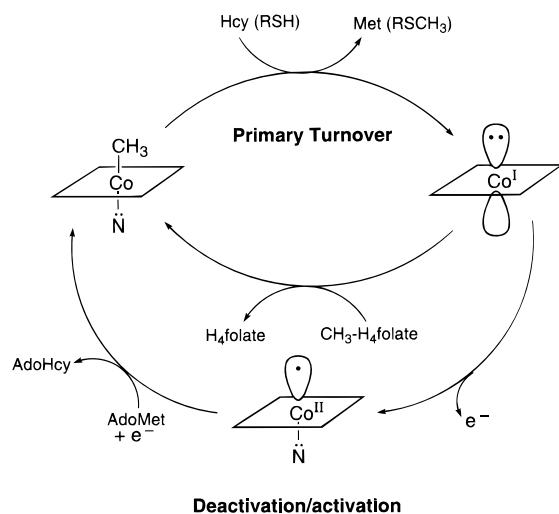 Hcy (RSH) Met (RSCH₃)
Primary Turnover
CH₃
Co
N̈
Coᴵ
H₄folate CH₃-H₄folate
AdoHcy
AdoMet
+ e⁻
Coᴵᴵ
N̈
e⁻
Deactivation/activation